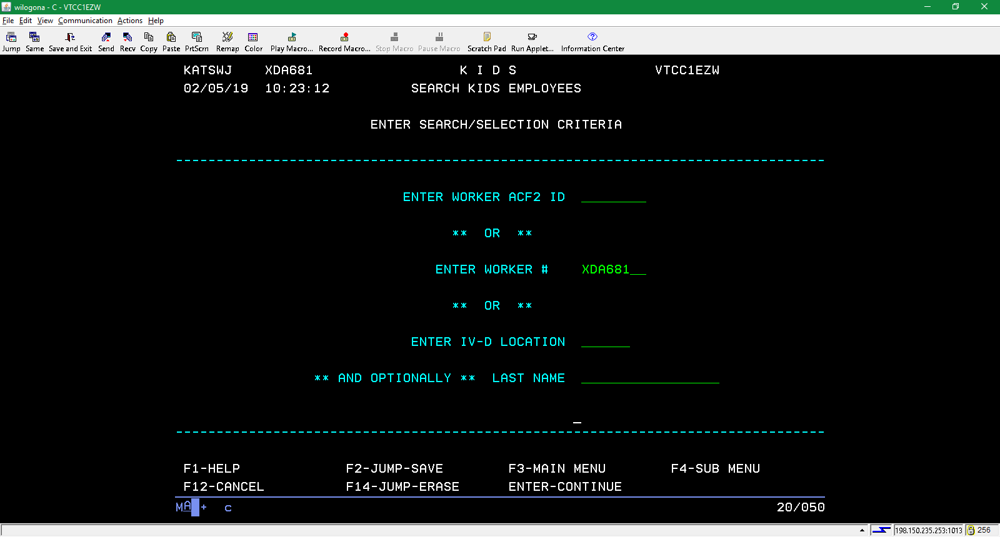 wilogona - C - VTCC1EZW
File Edit View Communication Actions Help
Jump Same Save and Exit Send Recv Copy Paste PrtScrn Remap Color Play Macro... Record Macro... Stop Macro Pause Macro Scratch Pad Run Applet... Information Center
KATSWJ XDA681 K I D S VTCC1EZW
02/05/19 10:23:12 SEARCH KIDS EMPLOYEES
ENTER SEARCH/SELECTION CRITERIA
--------------------------------------------------------------------------------
ENTER WORKER ACF2 ID ________
** OR **
ENTER WORKER # XDA681__
** OR **
ENTER IV-D LOCATION ______
** AND OPTIONALLY ** LAST NAME _________________
_
--------------------------------------------------------------------------------
F1-HELP F2-JUMP-SAVE F3-MAIN MENU F4-SUB MENU
F12-CANCEL F14-JUMP-ERASE ENTER-CONTINUE
MA + c 20/050
198.150.235.253:1013 256